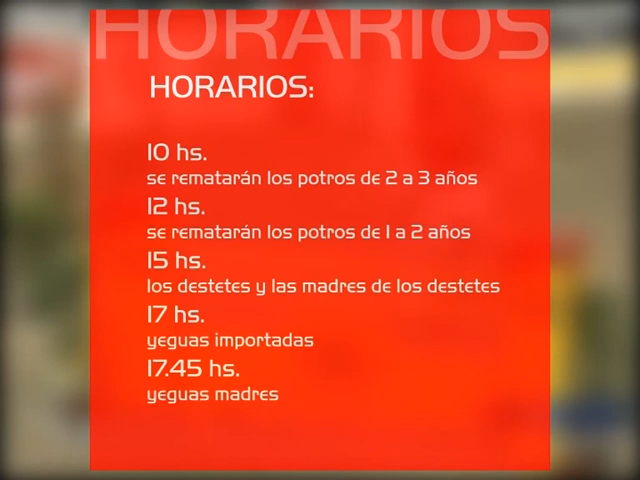 HORARIOS
HORARIOS:
10 hs.
se rematarán los potros de 2 a 3 años
12 hs.
se rematarán los potros de 1 a 2 años
15 hs.
los destetes y las madres de los destetes
17 hs.
yeguas importadas
17.45 hs.
yeguas madres